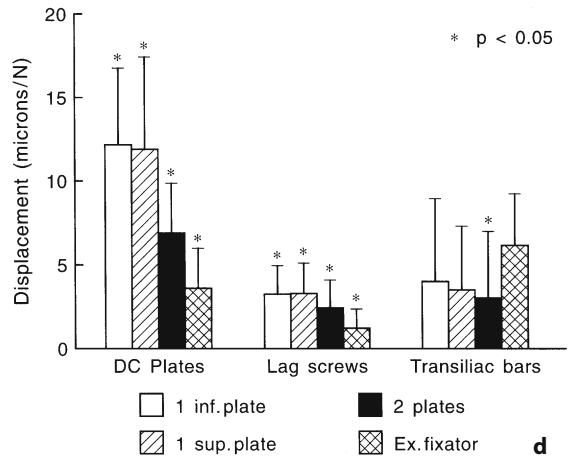 20
* p < 0.05
15
10
5
0
Displacement (microns/N)
* * * *
* * * *
*
DC Plates Lag screws Transiliac bars
1 inf.plate 2 plates
1 sup.plate Ex.fixator
d